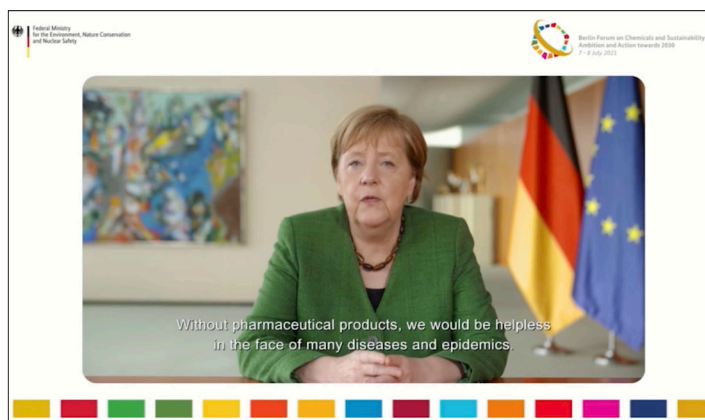 Federal Ministry
for the Environment, Nature Conservation
and Nuclear Safety
Berlin Forum on Chemicals and Sustainability
Ambition and Action towards 2030
7 - 8 July 2021
Without pharmaceutical products, we would be helpless
in the face of many diseases and epidemics.